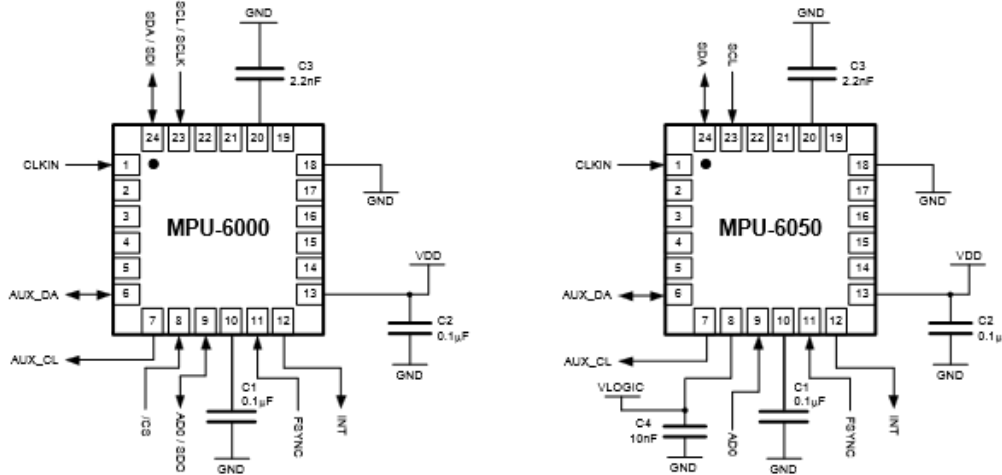 GND
SDA / SDI
SCL / SCLK
C3
2.2nF
24 23 22 21 20 19
CLKIN
1
2
3
4
5
6
18
17
16
15
14
13
MPU-6000
GND
VDD
AUX_DA
7 8 9 10 11 12
C2
0.1µF
GND
AUX_CL
/CS
AD0 / SDO
C1
0.1µF
GND
FSYNC
INT
GND
SDA
SCL
C3
2.2nF
24 23 22 21 20 19
CLKIN
1
2
3
4
5
6
18
17
16
15
14
13
MPU-6050
GND
VDD
AUX_DA
7 8 9 10 11 12
C2
0.1µ
GND
AUX_CL
VLOGIC
C4
10nF
GND
AD0
C1
0.1µF
GND
FSYNC
INT